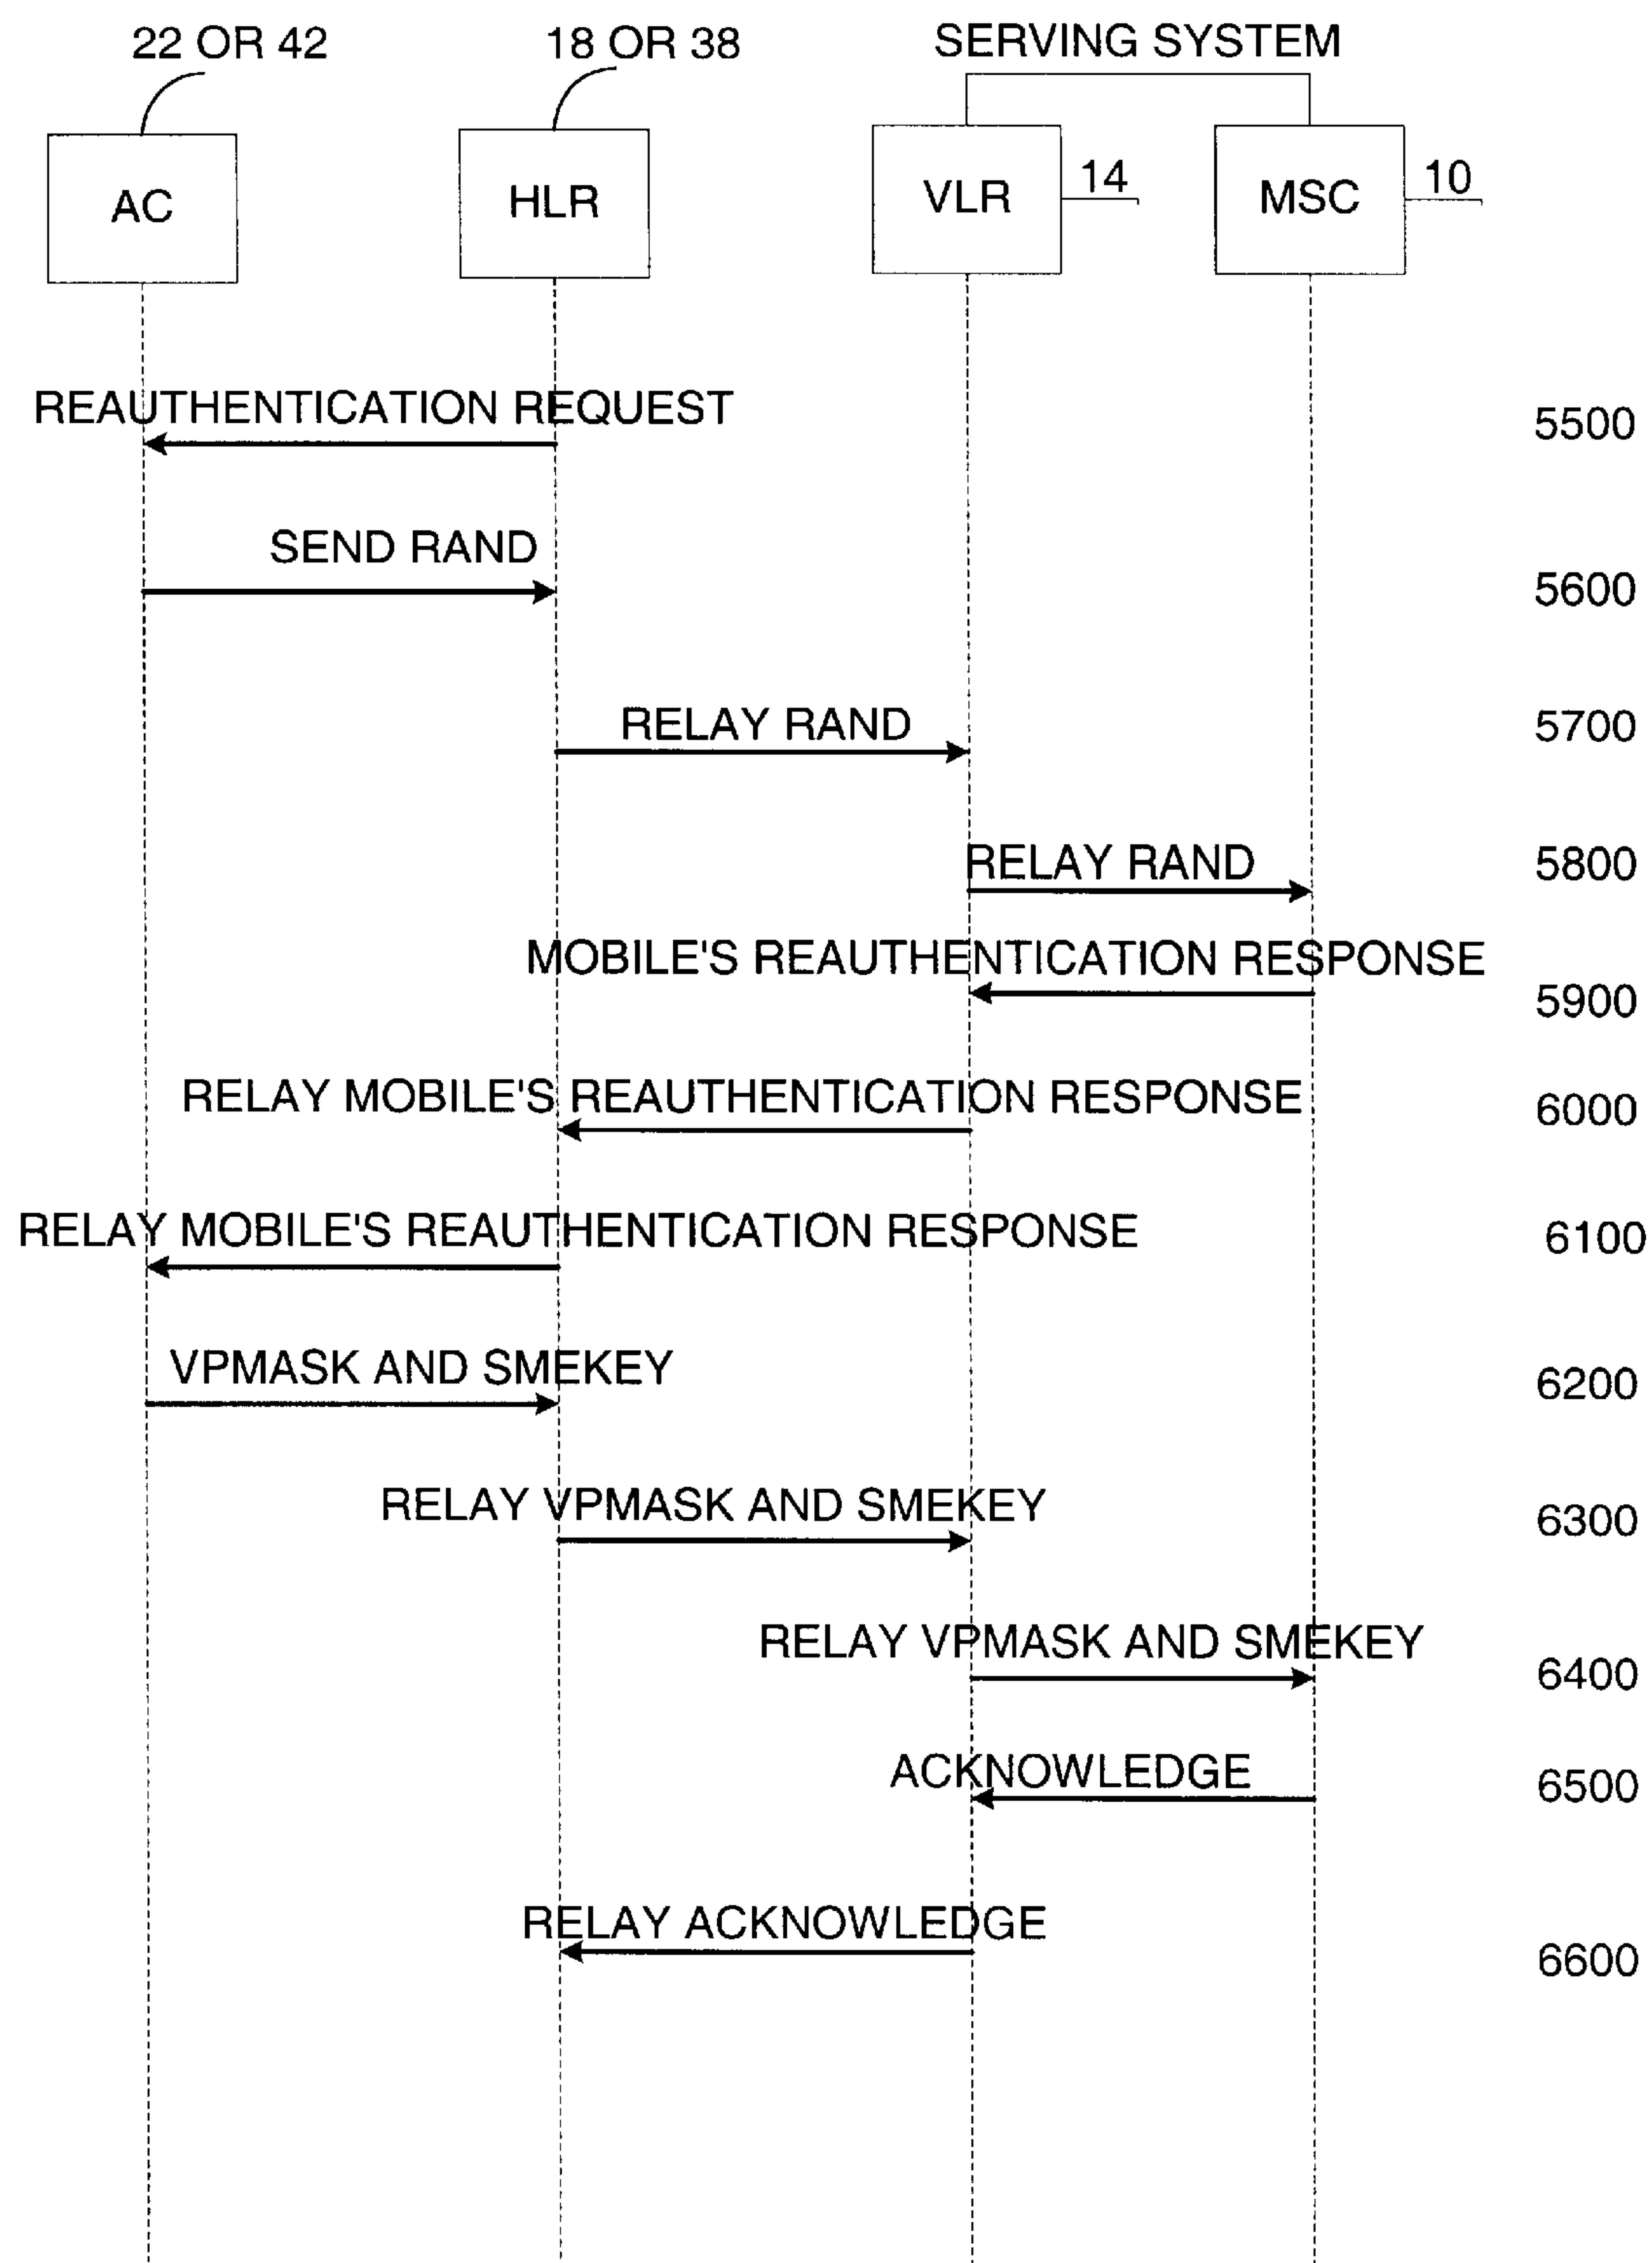 22 OR 42
18 OR 38
SERVING SYSTEM
AC
HLR
VLR
14
MSC
10
REAUTHENTICATION REQUEST
5500
SEND RAND
5600
RELAY RAND
5700
RELAY RAND
5800
MOBILE'S REAUTHENTICATION RESPONSE
5900
RELAY MOBILE'S REAUTHENTICATION RESPONSE
6000
RELAY MOBILE'S REAUTHENTICATION RESPONSE
6100
VPMASK AND SMEKEY
6200
RELAY VPMASK AND SMEKEY
6300
RELAY VPMASK AND SMEKEY
6400
ACKNOWLEDGE
6500
RELAY ACKNOWLEDGE
6600